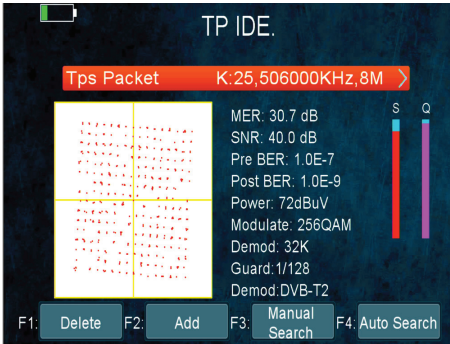 TP IDE.
Tps Packet K:25,506000KHz,8M
S Q
MER: 30.7 dB
SNR: 40.0 dB
Pre BER: 1.0E-7
Post BER: 1.0E-9
Power: 72dBuV
Modulate: 256QAM
Demod: 32K
Guard:1/128
Demod:DVB-T2
F1: Delete F2: Add F3: Manual Search F4: Auto Search